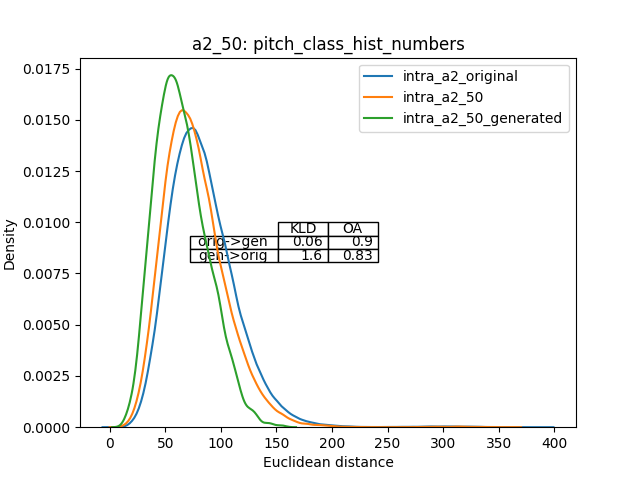 a2_50: pitch_class_hist_numbers
intra_a2_original
intra_a2_50
intra_a2_50_generated
0.0175
0.0150
0.0125
0.0100
0.0075
0.0050
0.0025
0.0000
Density
KLD OA
orig->gen 0.06 0.9
gen->orig 1.6 0.83
0 50 100 150 200 250 300 350 400
Euclidean distance